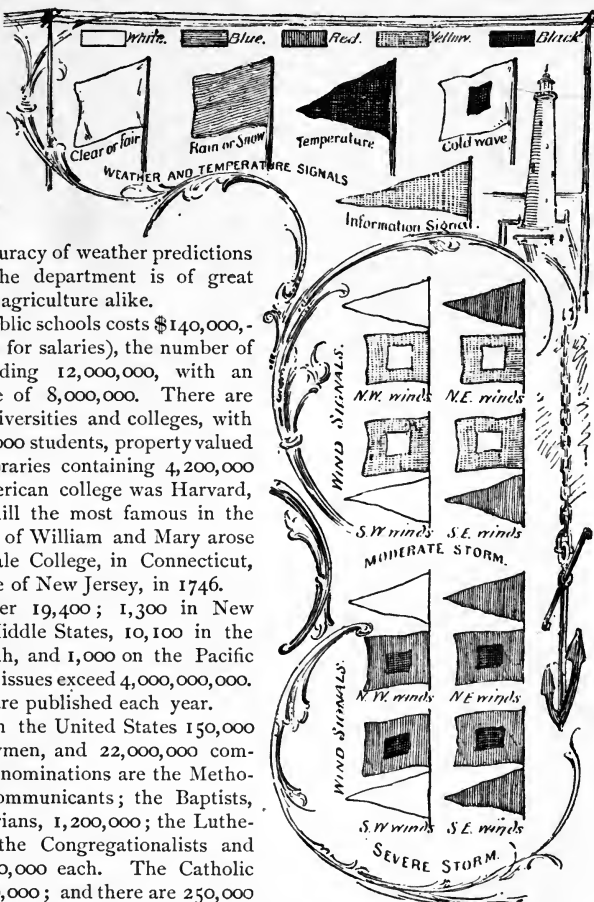 White. Blue. Red. Yellow. Black
Clear or fair Rain or Snow Temperature Cold wave
WEATHER AND TEMPERATURE SIGNALS
Information Signal.
uracy of weather predictions
he department is of great
agriculture alike.
blic schools costs $140,000,-
for salaries), the number of
ding 12,000,000, with an
e of 8,000,000. There are
iversities and colleges, with
000 students, property valued
raries containing 4,200,000
erican college was Harvard,
ill the most famous in the
of William and Mary arose
ale College, in Connecticut,
e of New Jersey, in 1746.
er 19,400; 1,300 in New
Middle States, 10,100 in the
h, and 1,000 on the Pacific
issues exceed 4,000,000,000.
are published each year.
n the United States 150,000
ymen, and 22,000,000 com-
nominations are the Metho-
ommunicants; the Baptists,
rians, 1,200,000; the Luthe-
the Congregationalists and
0,000 each. The Catholic
0,000; and there are 250,000
WIND SIGNALS.
N.W. winds N.E. winds
S.W winds S.E. winds
MODERATE STORM.
WIND SIGNALS.
N.W. winds N E winds
S.W winds S.E. winds
SEVERE STORM.